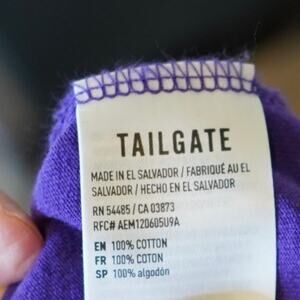 TAILGATE
MADE IN EL SALVADOR / FABRIQUÉ AU EL
SALVADOR / HECHO EN EL SALVADOR
RN 54485 / CA 03873
RFC# AEM120605U9A
EN 100% COTTON
FR 100% COTON
SP 100% algodón